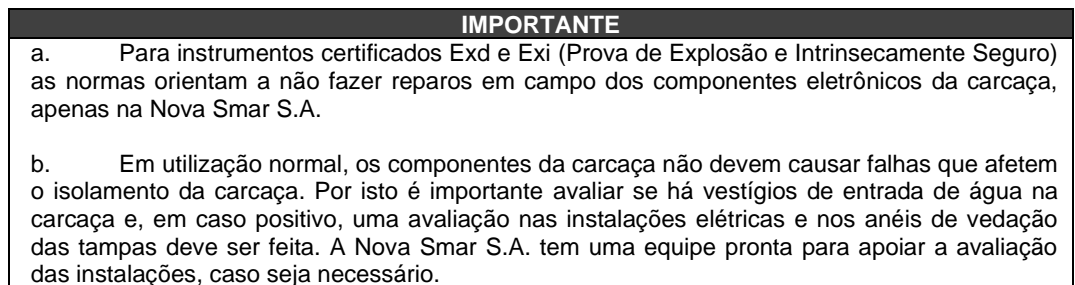 IMPORTANTE
a. Para instrumentos certificados Exd e Exi (Prova de Explosão e Intrinsecamente Seguro)
as normas orientam a não fazer reparos em campo dos componentes eletrônicos da carcaça,
apenas na Nova Smar S.A.
b. Em utilização normal, os componentes da carcaça não devem causar falhas que afetem
o isolamento da carcaça. Por isto é importante avaliar se há vestígios de entrada de água na
carcaça e, em caso positivo, uma avaliação nas instalações elétricas e nos anéis de vedação
das tampas deve ser feita. A Nova Smar S.A. tem uma equipe pronta para apoiar a avaliação
das instalações, caso seja necessário.